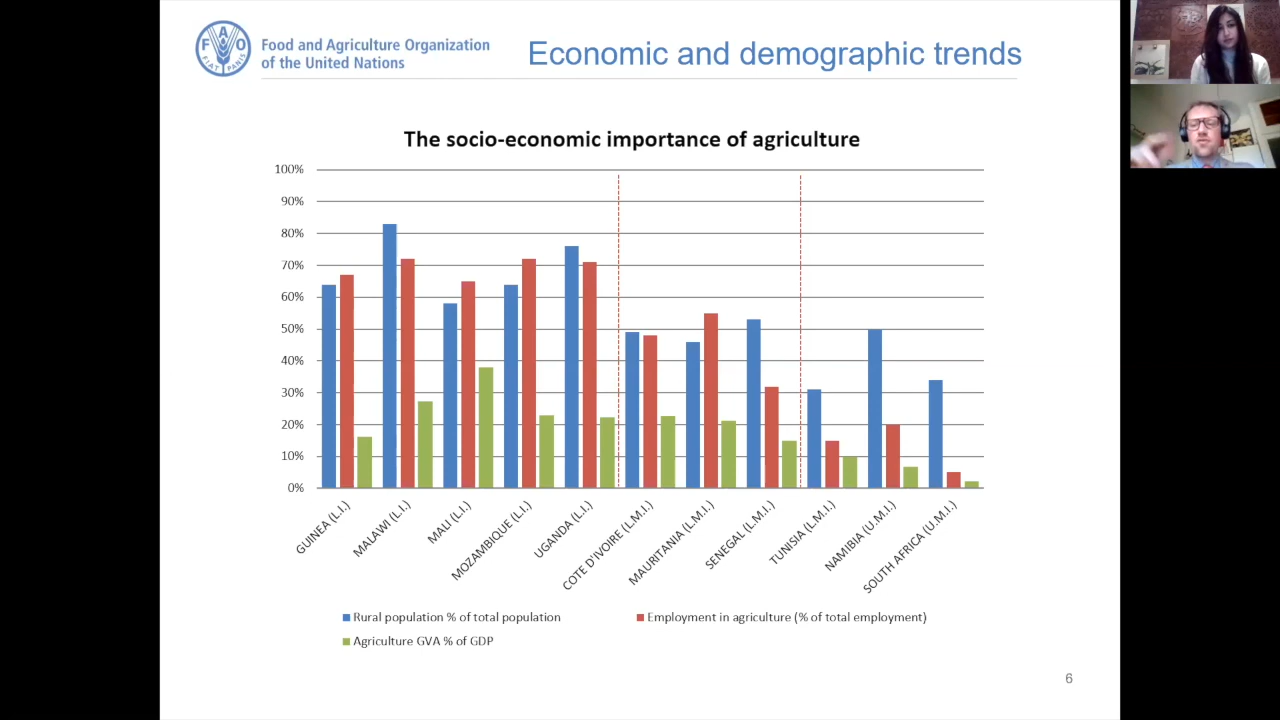 F A O
FIAT PANIS
Food and Agriculture Organization
of the United Nations
Economic and demographic trends
The socio-economic importance of agriculture
100%
90%
80%
70%
60%
50%
40%
30%
20%
10%
0%
GUINEA (L.I.)
MALAWI (L.I.)
MALI (L.I.)
MOZAMBIQUE (L.I.)
UGANDA (L.I.)
COTE D'IVOIRE (L.M.I.)
MAURITANIA (L.M.I.)
SENEGAL (L.M.I.)
TUNISIA (L.M.I.)
NAMIBIA (U.M.I.)
SOUTH AFRICA (U.M.I.)
Rural population % of total population
Employment in agriculture (% of total employment)
Agriculture GVA % of GDP
6